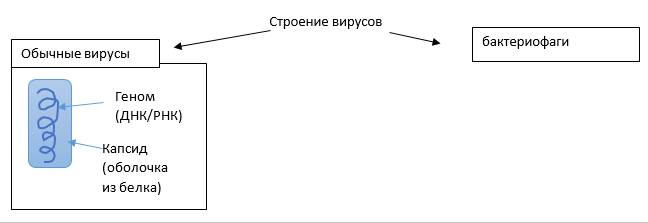 Строение вирусов
Обычные вирусы
бактериофаги
Геном
(ДНК/РНК)
Капсид
(оболочка
из белка)